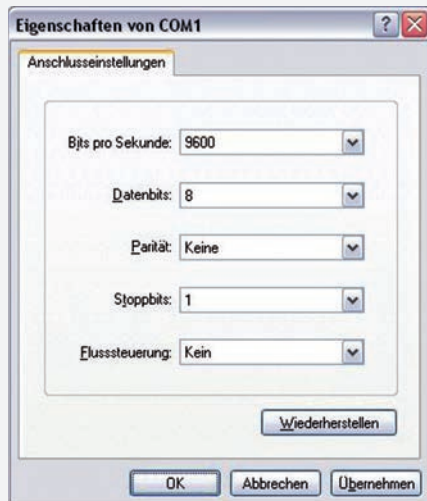 Eigenschaften von COM1
Anschlusseinstellungen
Bits pro Sekunde: 9600
Datenbits: 8
Parität: Keine
Stoppbits: 1
Flusssteuerung: Kein
Wiederherstellen
OK Abbrechen Übernehmen